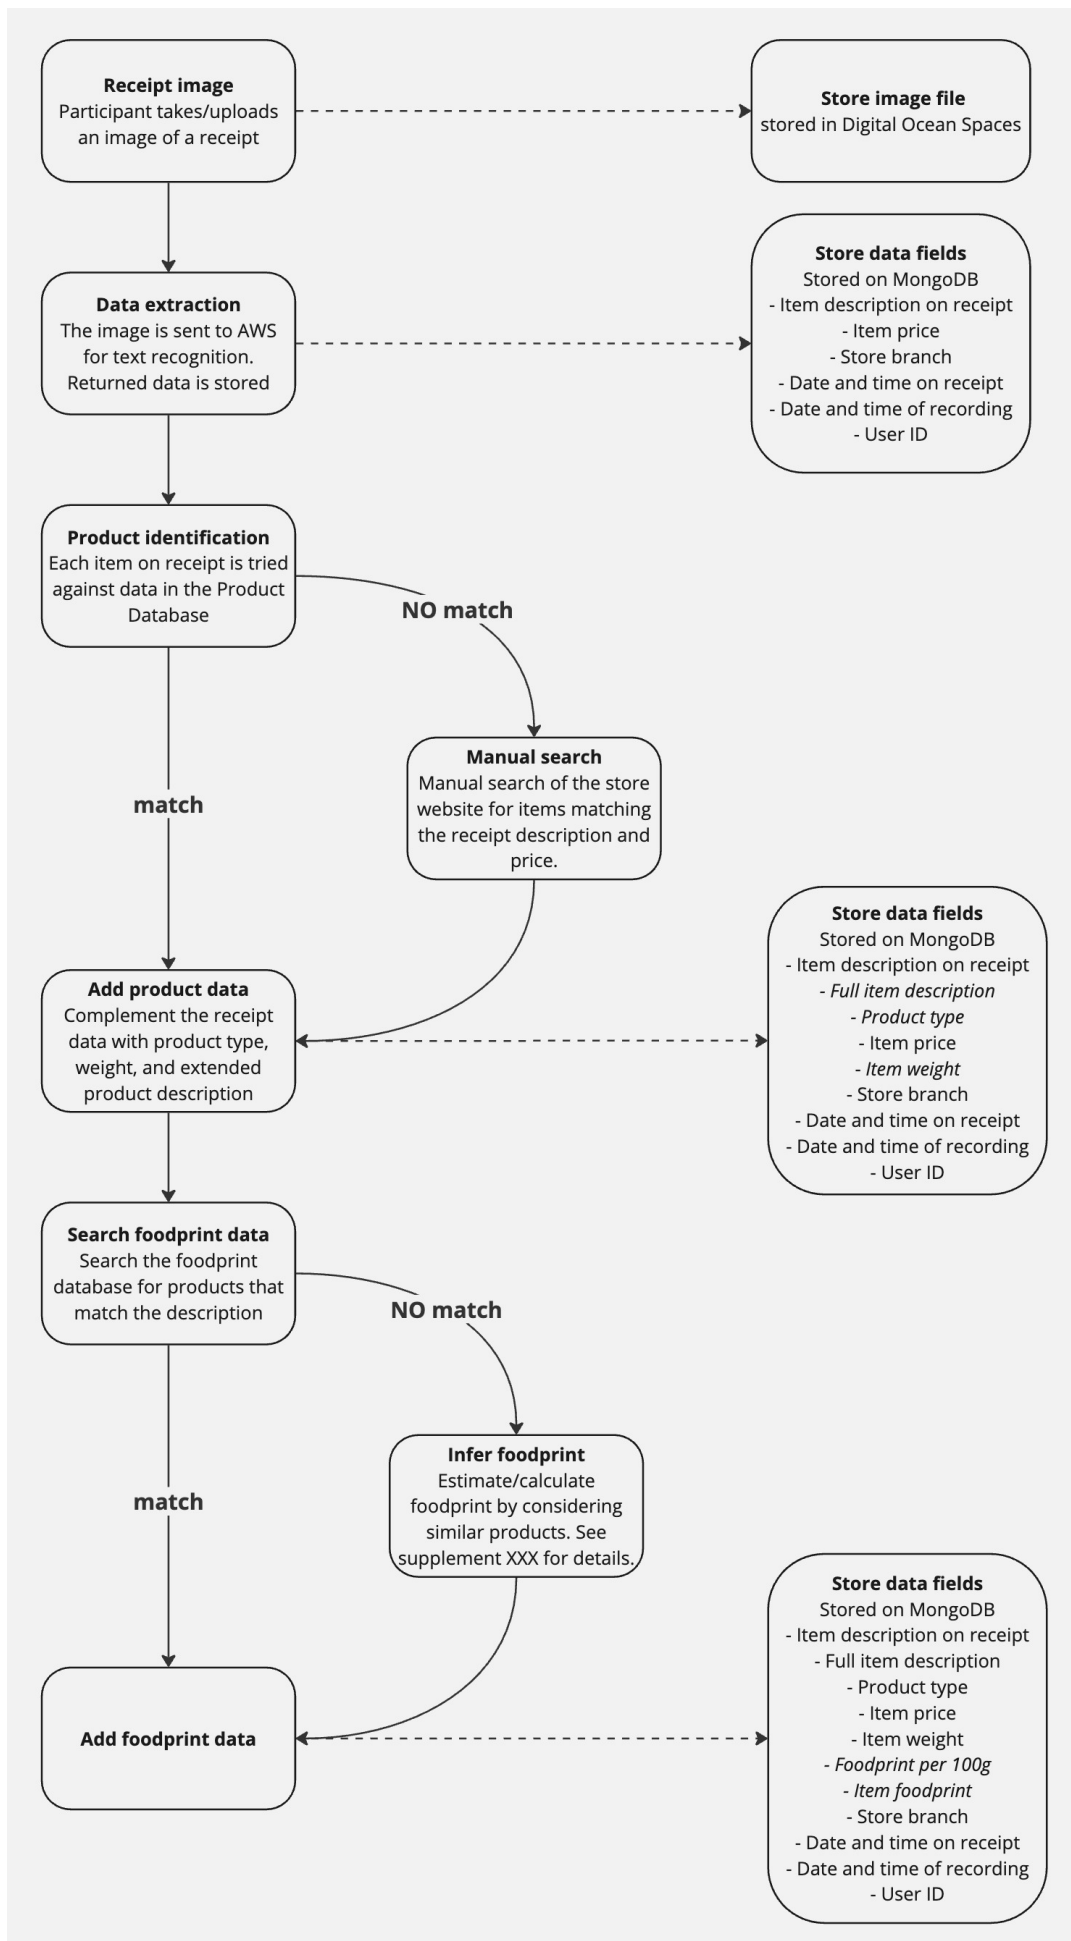 Receipt image
Participant takes/uploads
an image of a receipt
Store image file
stored in Digital Ocean Spaces
Data extraction
The image is sent to AWS
for text recognition.
Returned data is stored
Store data fields
Stored on MongoDB
- Item description on receipt
- Item price
- Store branch
- Date and time on receipt
- Date and time of recording
- User ID
Product identification
Each item on receipt is tried
against data in the Product
Database
NO match
Manual search
Manual search of the store
website for items matching
the receipt description and
price.
match
Add product data
Complement the receipt
data with product type,
weight, and extended
product description
Store data fields
Stored on MongoDB
- Item description on receipt
- Full item description
- Product type
- Item price
- Item weight
- Store branch
- Date and time on receipt
- Date and time of recording
- User ID
Search foodprint data
Search the foodprint
database for products that
match the description
NO match
Infer foodprint
Estimate/calculate
foodprint by considering
similar products. See
supplement XXX for details.
match
Add foodprint data
Store data fields
Stored on MongoDB
- Item description on receipt
- Full item description
- Product type
- Item price
- Item weight
- Foodprint per 100g
- Item foodprint
- Store branch
- Date and time on receipt
- Date and time of recording
- User ID